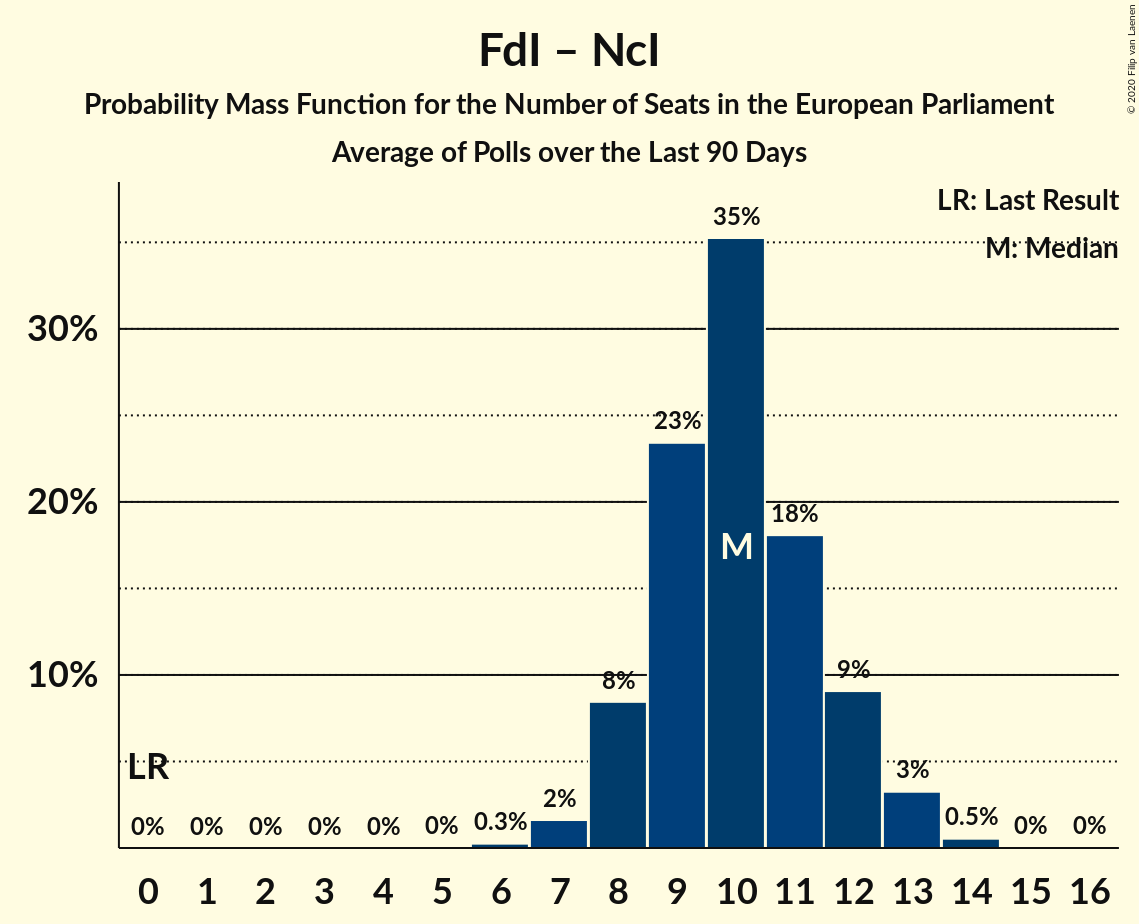 FdI – NcI
Probability Mass Function for the Number of Seats in the European Parliament
Average of Polls over the Last 90 Days
© 2020 Filip van Laenen
LR: Last Result
M: Median
35%
30%
23%
20%
18%
M
10%
8%
9%
LR
3%
2%
0% 0% 0% 0% 0% 0% 0.3% 0.5% 0% 0%
0 1 2 3 4 5 6 7 8 9 10 11 12 13 14 15 16